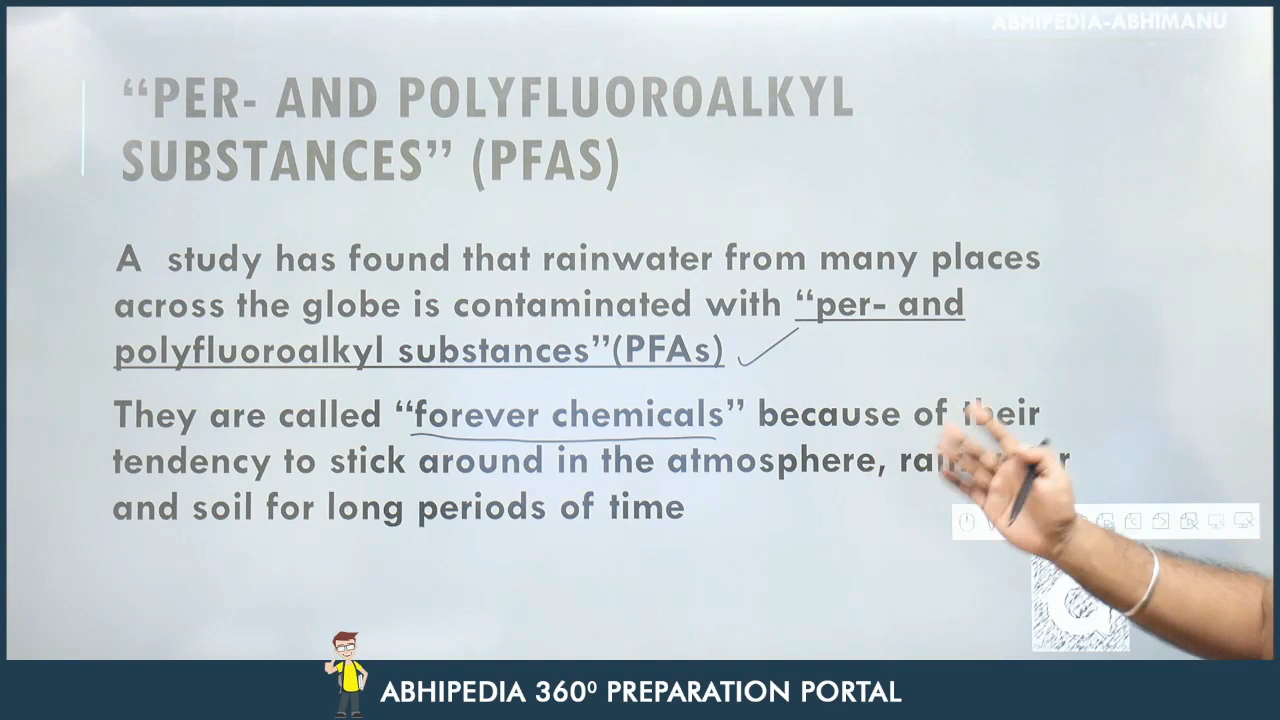 ABHIPEDIA-ABHIMANU
“PER- AND POLYFLUOROALKYL
SUBSTANCES” (PFAS)
A study has found that rainwater from many places
across the globe is contaminated with “per- and
polyfluoroalkyl substances”(PFAs)
They are called “forever chemicals” because of their
tendency to stick around in the atmosphere,
and soil for long periods of time
ABHIPEDIA 360⁰ PREPARATION PORTAL